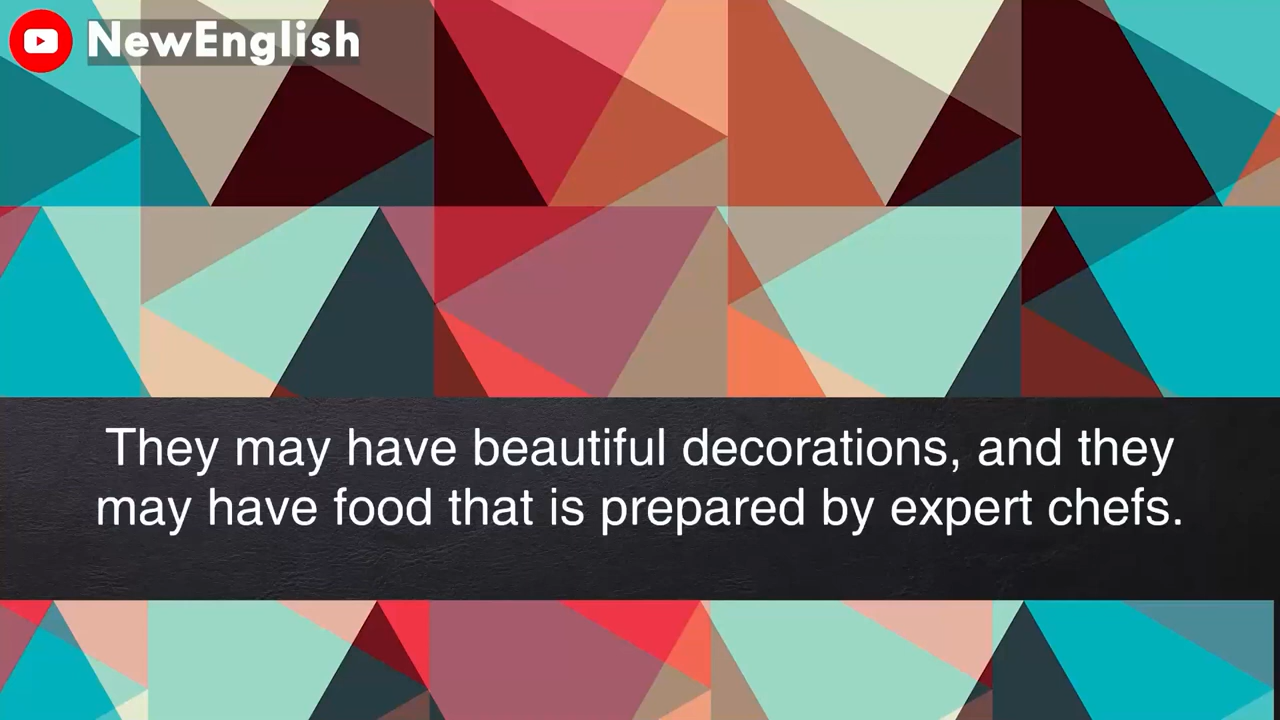 NewEnglish
They may have beautiful decorations, and they
may have food that is prepared by expert chefs.